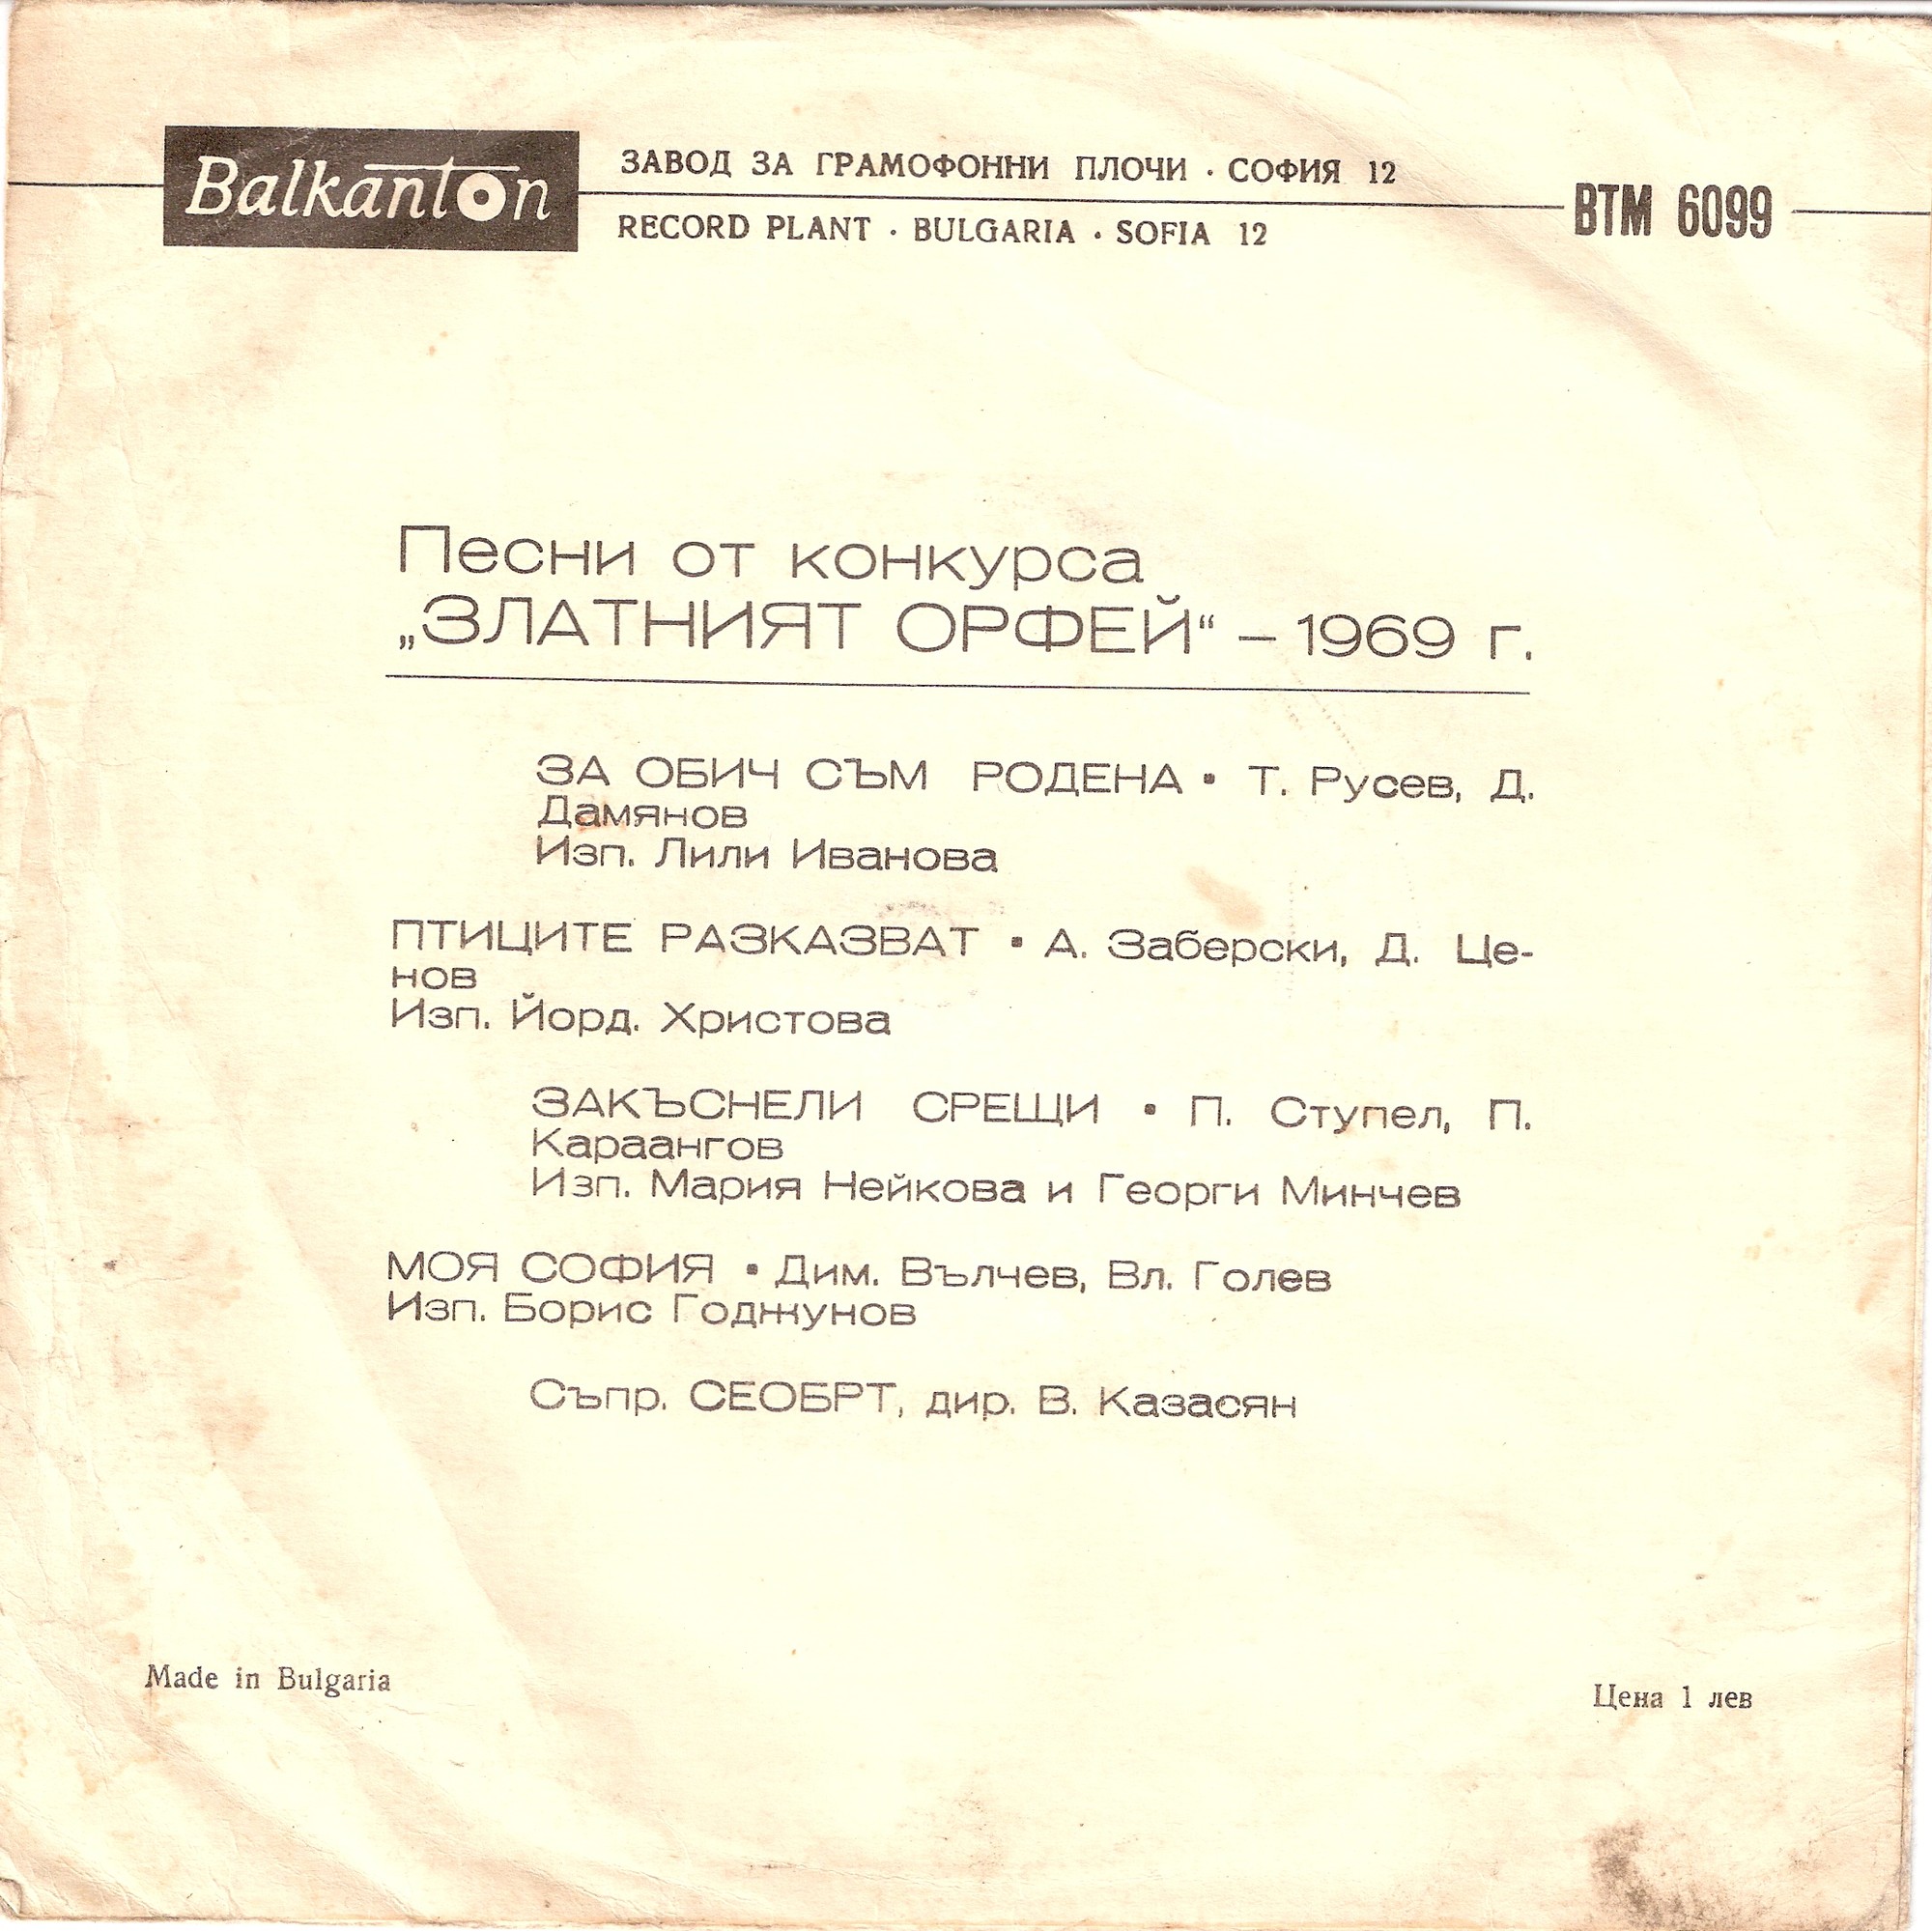 Balkanton
ЗАВОД ЗА ГРАМОФОННИ ПЛОЧИ · СОФИЯ 12
RECORD PLANT · BULGARIA · SOFIA 12
ВТМ 6099
Песни от конкурса
„ЗЛАТНИЯТ ОРФЕЙ“ – 1969 г.
ЗА ОБИЧ СЪМ РОДЕНА • Т. Русев, Д.
Дамянов
Изп. Лили Иванова
ПТИЦИТЕ РАЗКАЗВАТ • А. Заберски, Д. Це-
нов
Изп. Йорд. Христова
ЗАКЪСНЕЛИ СРЕЩИ • П. Ступел, П.
Караангов
Изп. Мария Нейкова и Георги Минчев
МОЯ СОФИЯ • Дим. Вълчев, Вл. Голев
Изп. Борис Годжунов
Съпр. СЕОБРТ, дир. В. Казасян
Made in Bulgaria
Цена 1 лев